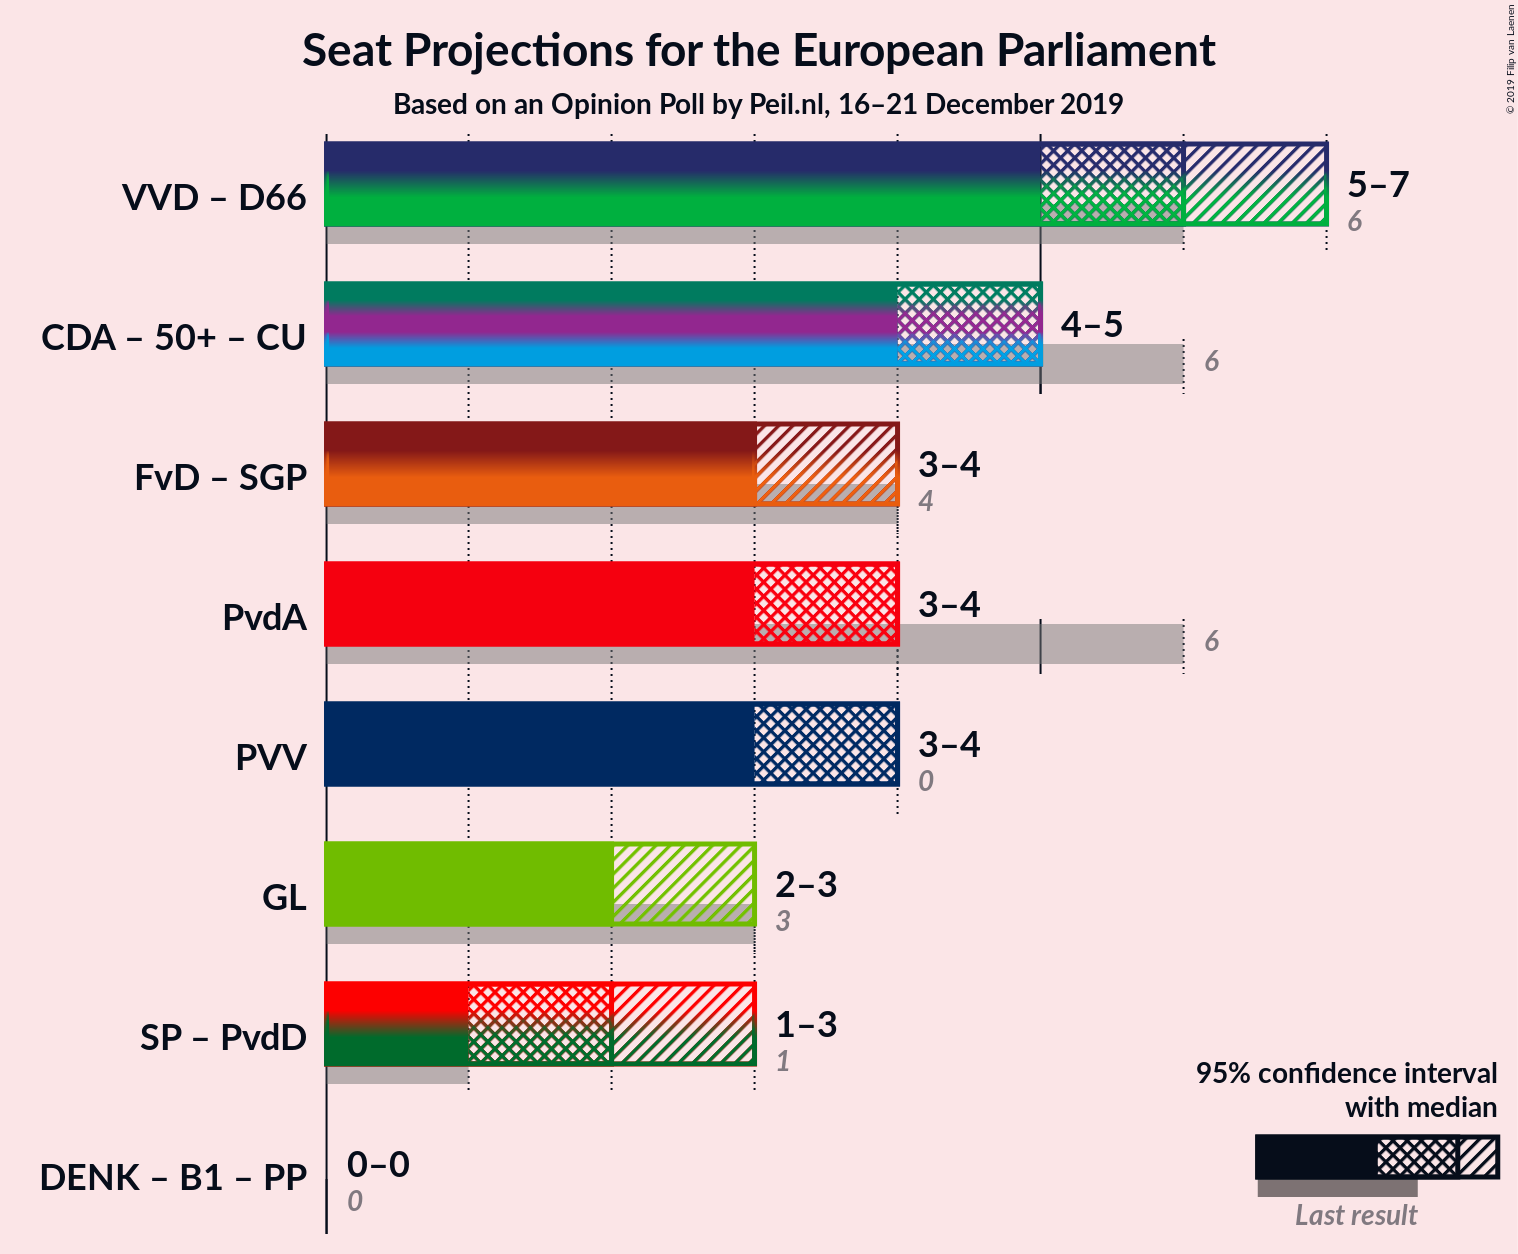 Seat Projections for the European Parliament
Based on an Opinion Poll by Peil.nl, 16–21 December 2019
© 2019 Filip van Laenen
VVD – D66
5–7
6
CDA – 50+ – CU
4–5
6
FvD – SGP
3–4
4
PvdA
3–4
6
PVV
3–4
0
GL
2–3
3
SP – PvdD
1–3
1
DENK – B1 – PP
0–0
0
95% confidence interval
with median
Last result